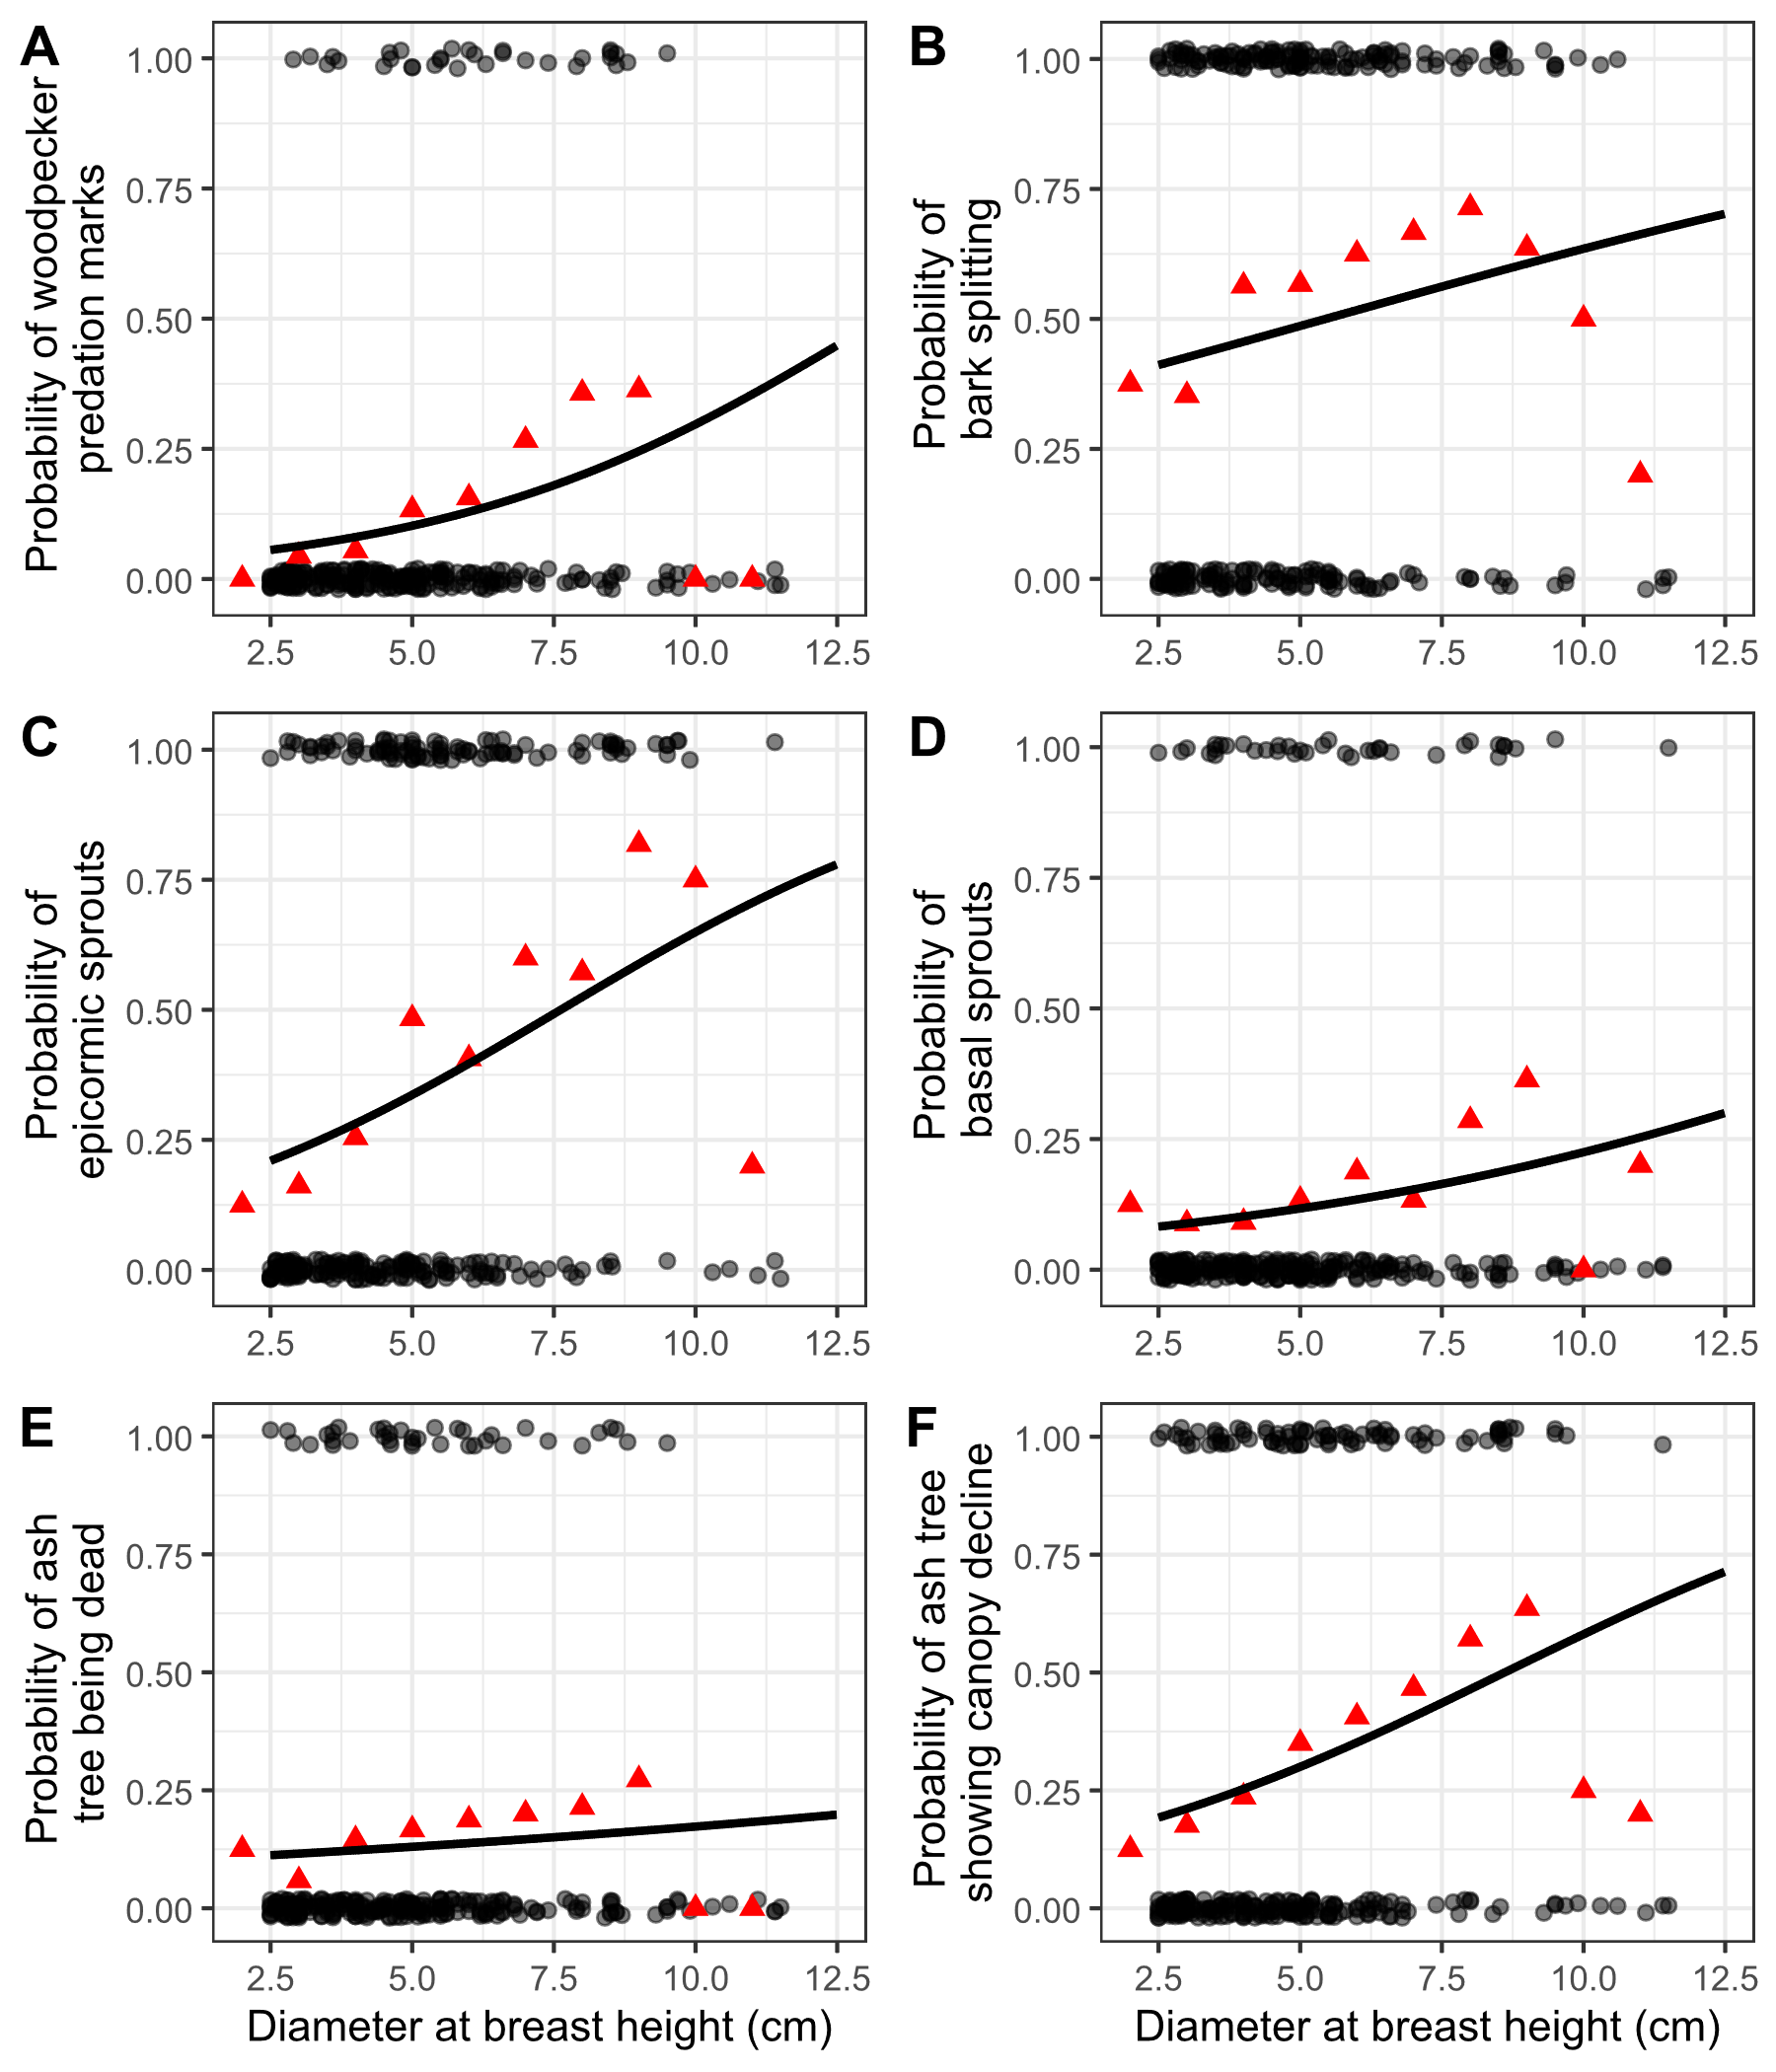 A
Probability of woodpecker
predation marks
1.00
0.75
0.50
0.25
0.00
2.5 5.0 7.5 10.0 12.5
B
Probability of
bark splitting
1.00
0.75
0.50
0.25
0.00
2.5 5.0 7.5 10.0 12.5
C
Probability of
epicormic sprouts
1.00
0.75
0.50
0.25
0.00
2.5 5.0 7.5 10.0 12.5
D
Probability of
basal sprouts
1.00
0.75
0.50
0.25
0.00
2.5 5.0 7.5 10.0 12.5
E
Probability of ash
tree being dead
1.00
0.75
0.50
0.25
0.00
2.5 5.0 7.5 10.0 12.5
Diameter at breast height (cm)
F
Probability of ash tree
showing canopy decline
1.00
0.75
0.50
0.25
0.00
2.5 5.0 7.5 10.0 12.5
Diameter at breast height (cm)